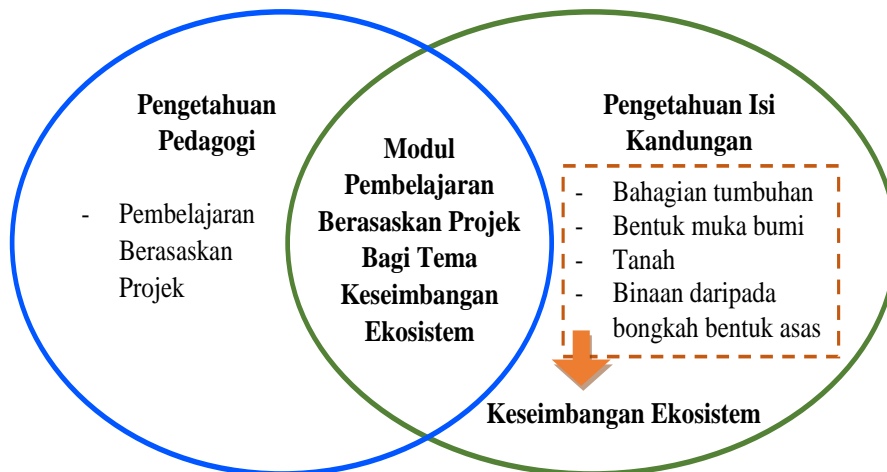 Pengetahuan
Pedagogi
- Pembelajaran
Berasaskan
Projek
Modul
Pembelajaran
Berasaskan Projek
Bagi Tema
Keseimbangan
Ekosistem
Pengetahuan Isi
Kandungan
- Bahagian tumbuhan
- Bentuk muka bumi
- Tanah
- Binaan daripada
bongkah bentuk asas
Keseimbangan Ekosistem